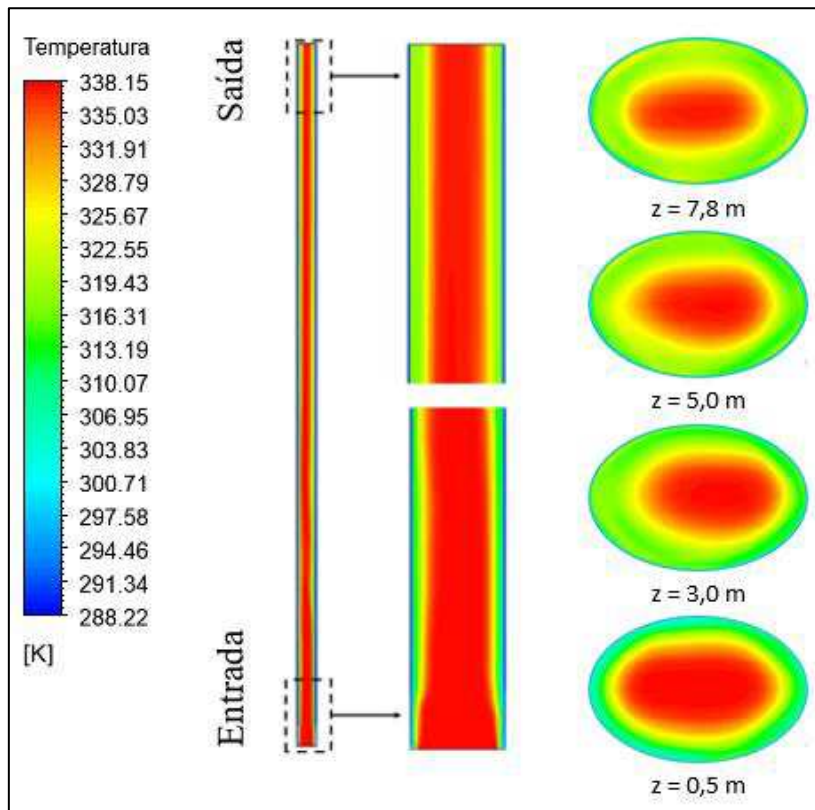 Temperatura
338.15
335.03
331.91
328.79
325.67
322.55
319.43
316.31
313.19
310.07
306.95
303.83
300.71
297.58
294.46
291.34
288.22
[K]
Saída
Entrada
z = 7,8 m
z = 5,0 m
z = 3,0 m
z = 0,5 m